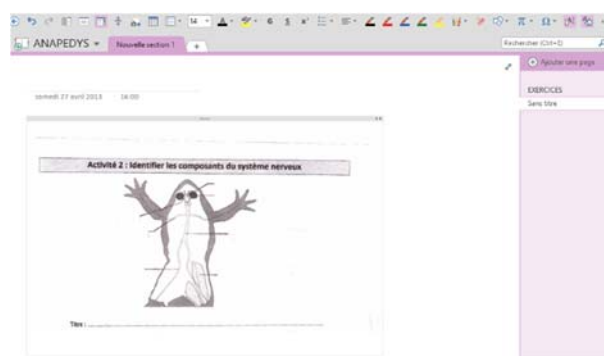 14
G S
ANAPEDYS
Nouvelle section 1
Rechercher (Ctrl+E)
Ajouter une page
samedi 27 avril 2013 16:00
EXERCICES
Sans titre
Activité 2 : Identifier les composants du système nerveux
Titre :